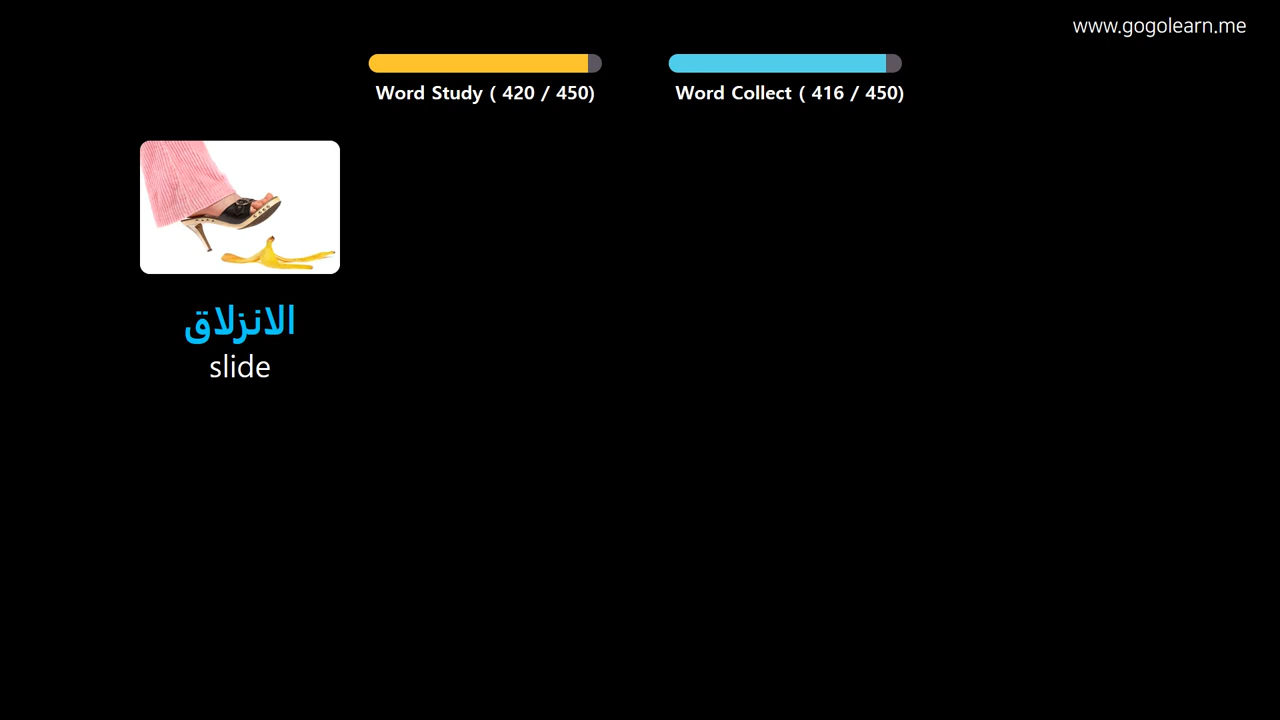 www.gogolearn.me
Word Study ( 420 / 450)
Word Collect ( 416 / 450)
الانزلاق
slide